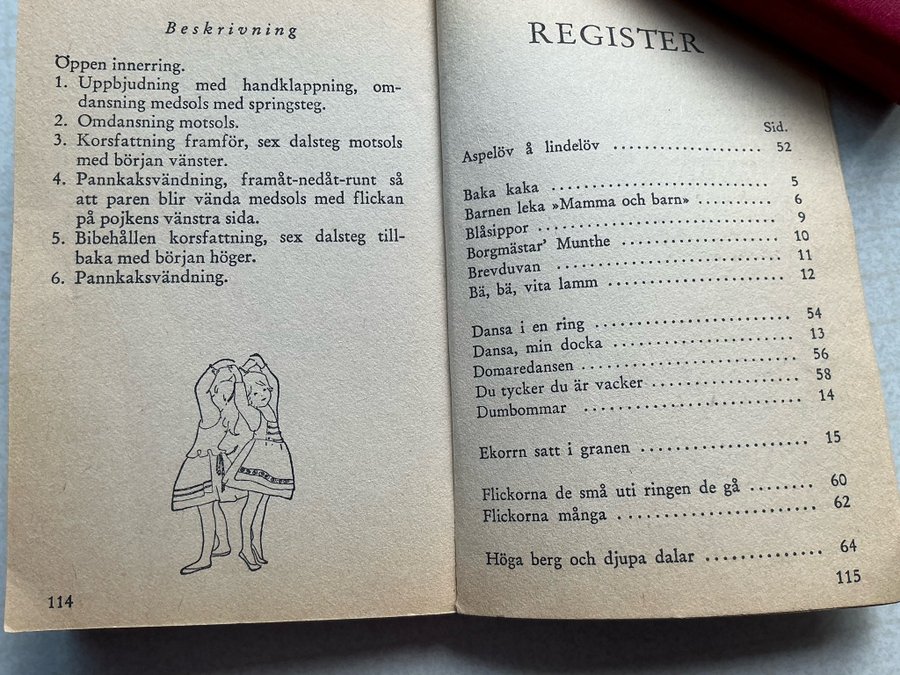 Beskrivning
Öppen innerring.
1. Uppbjudning med handklappning, om-
dansning medsols med springsteg.
2. Omdansning motsols.
3. Korsfattning framför, sex dalsteg motsols
med början vänster.
4. Pannkaksvändning, framåt-nedåt-runt så
att paren blir vända medsols med flickan
på pojkens vänstra sida.
5. Bibehållen korsfattning, sex dalsteg till-
baka med början höger.
6. Pannkaksvändning.
114
REGISTER
Sid.
Aspelöv å lindelöv .................... 52
Baka kaka .............................. 5
Barnen leka »Mamma och barn» .......... 6
Blåsippor .............................. 9
Borgmästar' Munthe .................... 10
Brevduvan .............................. 11
Bä, bä, vita lamm ...................... 12
Dansa i en ring ........................ 54
Dansa, min docka ...................... 13
Domaredansen .......................... 56
Du tycker du är vacker ................ 58
Dumbommar ............................ 14
Ekorrn satt i granen .................. 15
Flickorna de små uti ringen de gå ........ 60
Flickorna många ........................ 62
Höga berg och djupa dalar .............. 64
115